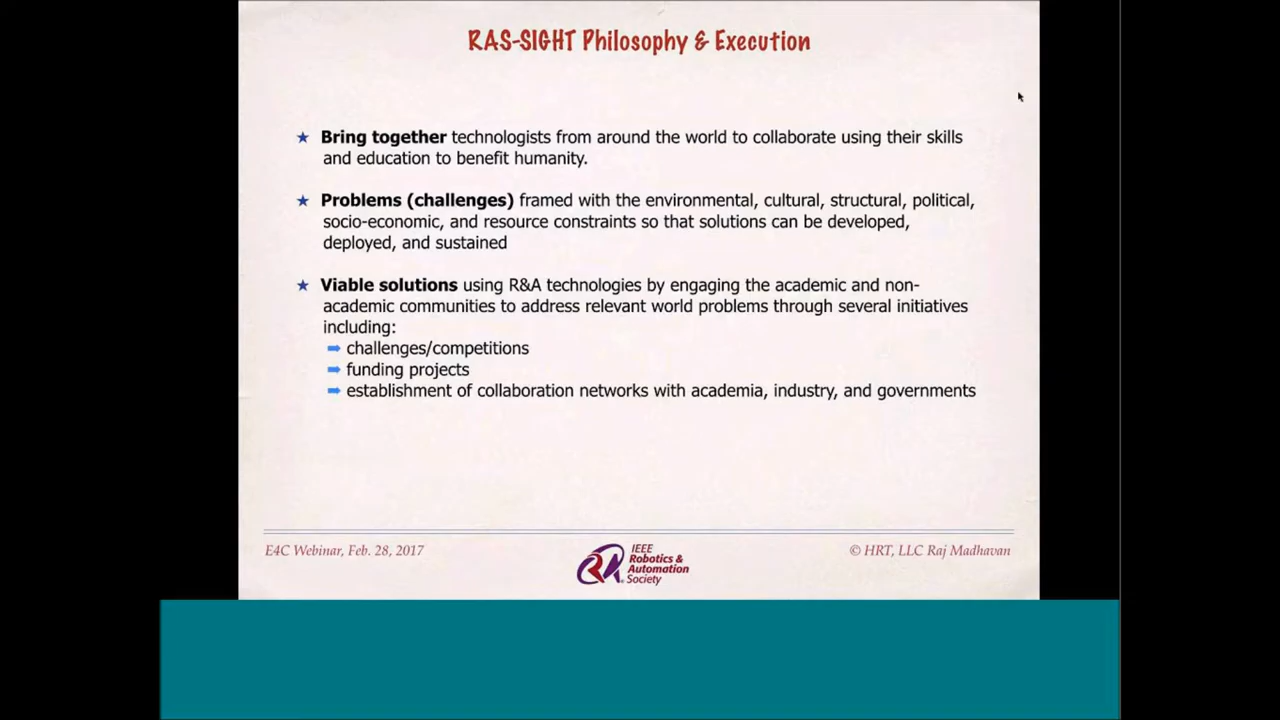 RAS-SIGHT Philosophy & Execution
★ Bring together technologists from around the world to collaborate using their skills
and education to benefit humanity.
★ Problems (challenges) framed with the environmental, cultural, structural, political,
socio-economic, and resource constraints so that solutions can be developed,
deployed, and sustained
★ Viable solutions using R&A technologies by engaging the academic and non-
academic communities to address relevant world problems through several initiatives
including:
➡ challenges/competitions
➡ funding projects
➡ establishment of collaboration networks with academia, industry, and governments
E4C Webinar, Feb. 28, 2017
RA
IEEE
Robotics &
Automation
Society
© HRT, LLC Raj Madhavan